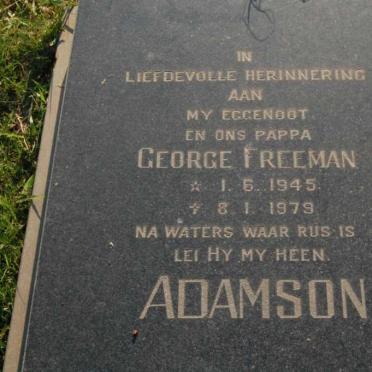 IN
LIEFDEVOLLE HERINNERING
AAN
MY EGGENOOT
EN ONS PAPPA
GEORGE FREEMAN
☆ 1. 6. 1945
✢ 8. 1. 1979
NA WATERS WAAR RUS IS
LEI HY MY HEEN.
ADAMSON